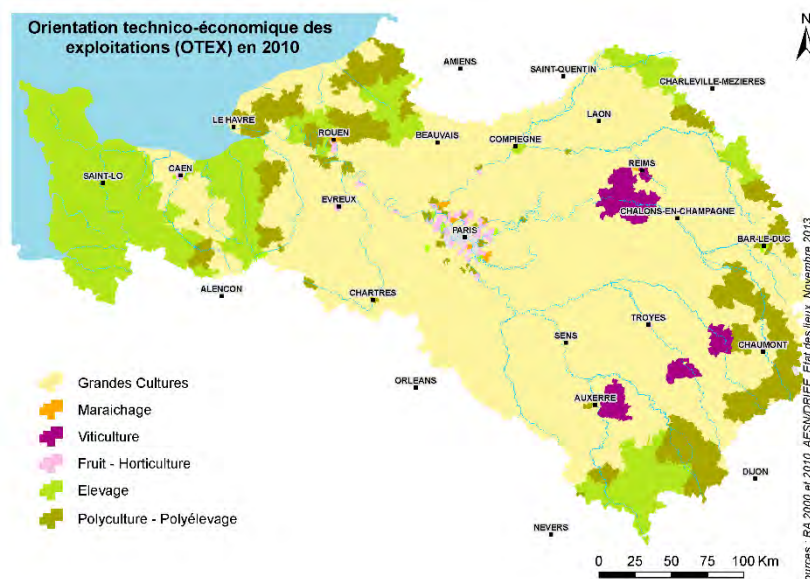 Orientation technico-économique des
exploitations (OTEX) en 2010
N
AMIENS
SAINT-QUENTIN
CHARLEVILLE-MEZIERES
LE HAVRE
ROUEN
BEAUVAIS
COMPIEGNE
LAON
SAINT-LO
CAEN
REIMS
EVREUX
CHALONS-EN-CHAMPAGNE
PARIS
BAR-LE-DUC
ALENCON
CHARTRES
TROYES
SENS
CHAUMONT
ORLEANS
AUXERRE
DIJON
NEVERS
Grandes Cultures
Maraichage
Viticulture
Fruit - Horticulture
Elevage
Polyculture - Polyélevage
0 25 50 75 100 Km
Sources : RA 2000 et 2010, AESN/DRIEE, Etat des lieux, Novembre 2013